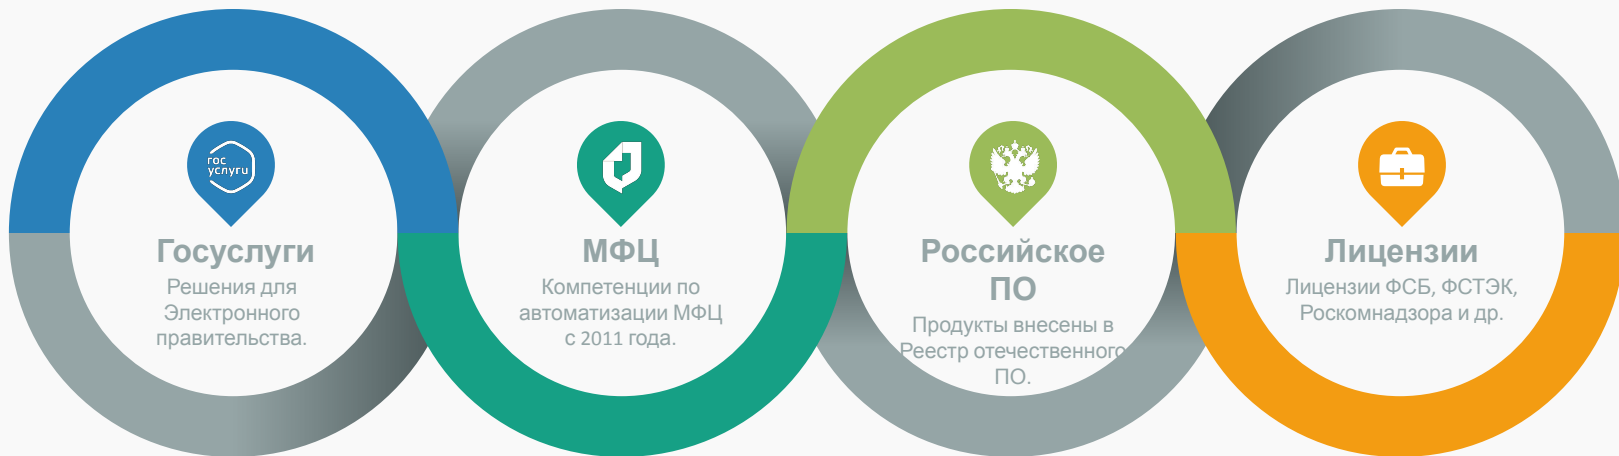 гос
услуги
Госуслуги
Решения для
Электронного
правительства.
МФЦ
Компетенции по
автоматизации МФЦ
с 2011 года.
Российское
ПО
Продукты внесены в
Реестр отечественного
ПО.
Лицензии
Лицензии ФСБ, ФСТЭК,
Роскомнадзора и др.